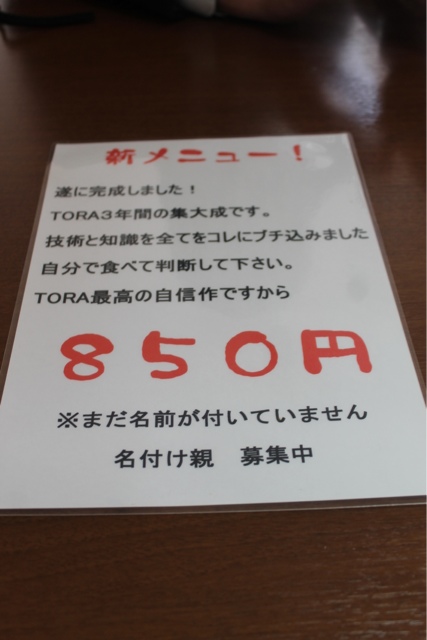 新メニュー!
遂に完成しました!
TORA3年間の集大成です。
技術と知識を全てをコレにブチ込みました
自分で食べて判断して下さい。
TORA最高の自信作ですから
850円
※まだ名前が付いていません
名付け親　募集中